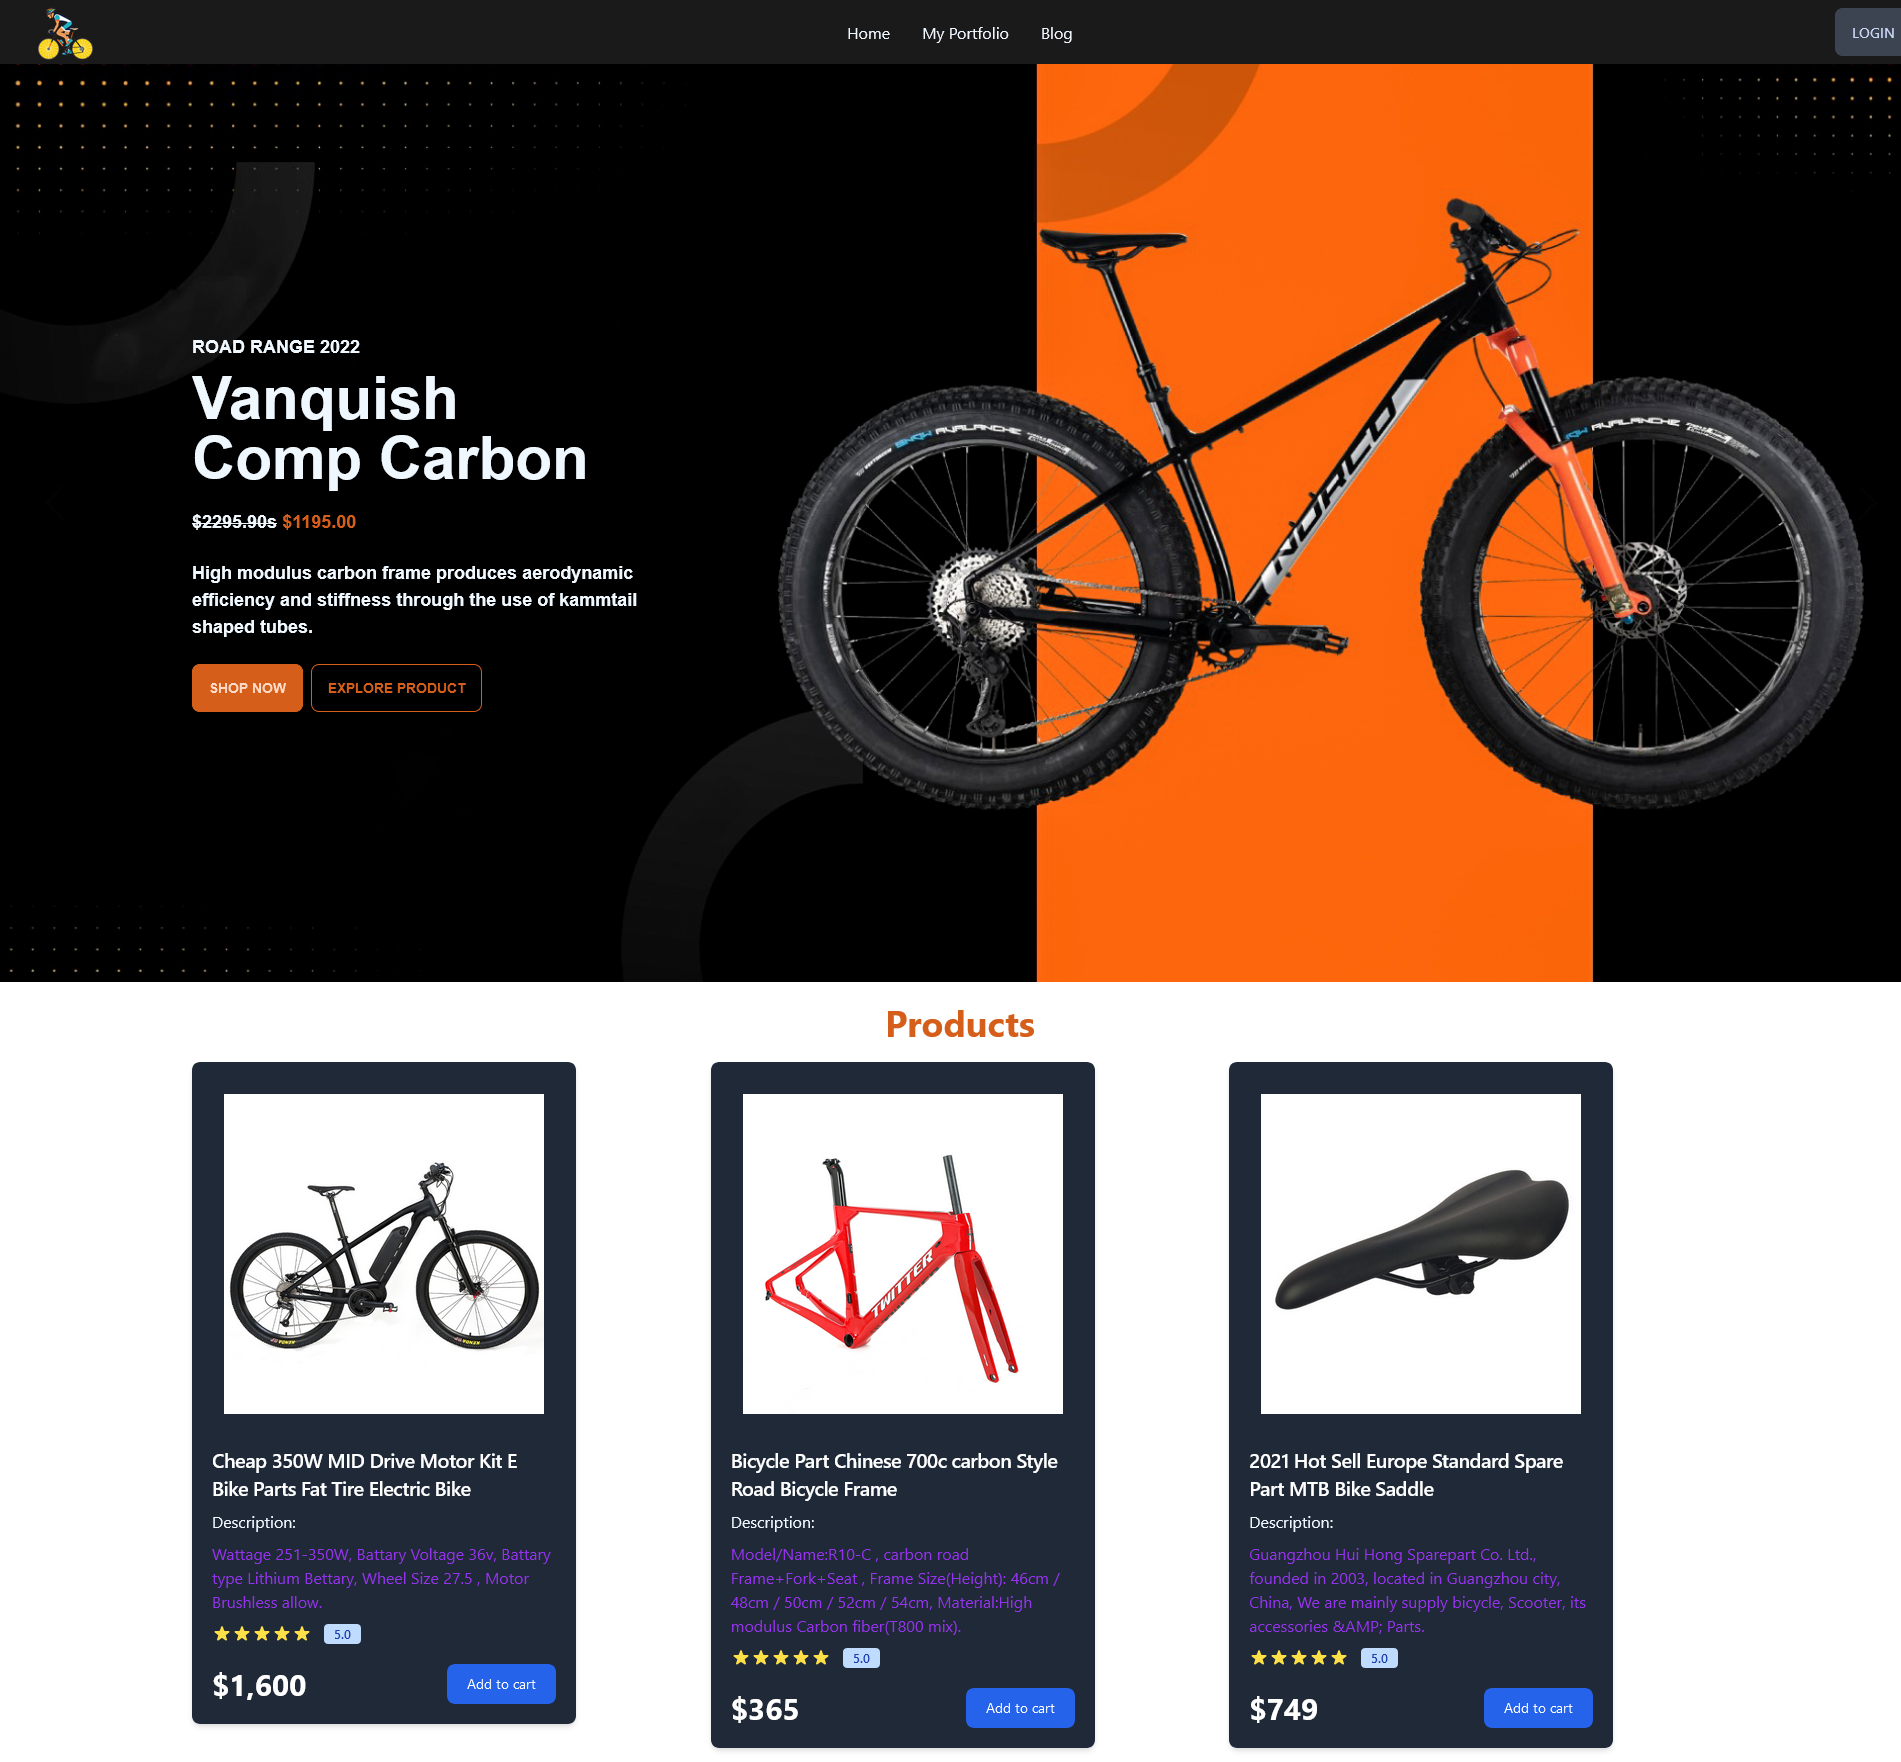 Home My Portfolio Blog LOGIN
ROAD RANGE 2022
Vanquish
Comp Carbon
$2295.90s $1195.00
High modulus carbon frame produces aerodynamic
efficiency and stiffness through the use of kammtail
shaped tubes.
SHOP NOW EXPLORE PRODUCT
AVALANCHE
AVALANCHE
NORCO
Products
TWITTER
KENDA
KENDA
Cheap 350W MID Drive Motor Kit E
Bike Parts Fat Tire Electric Bike
Description:
Wattage 251-350W, Battary Voltage 36v, Battary
type Lithium Bettary, Wheel Size 27.5 , Motor
Brushless allow.
5.0
$1,600
Add to cart
Bicycle Part Chinese 700c carbon Style
Road Bicycle Frame
Description:
Model/Name:R10-C , carbon road
Frame+Fork+Seat , Frame Size(Height): 46cm /
48cm / 50cm / 52cm / 54cm, Material:High
modulus Carbon fiber(T800 mix).
5.0
$365
Add to cart
2021 Hot Sell Europe Standard Spare
Part MTB Bike Saddle
Description:
Guangzhou Hui Hong Sparepart Co. Ltd.,
founded in 2003, located in Guangzhou city,
China, We are mainly supply bicycle, Scooter, its
accessories &AMP; Parts.
5.0
$749
Add to cart